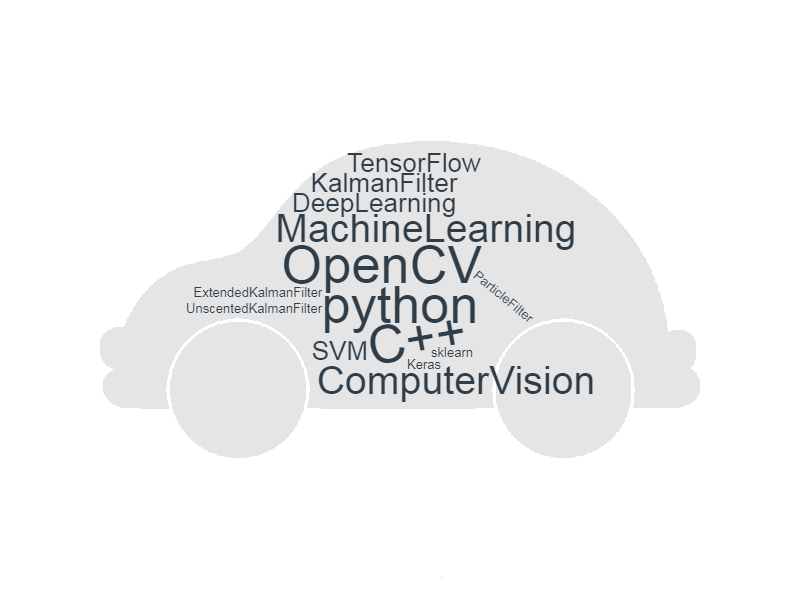 TensorFlow
KalmanFilter
DeepLearning
MachineLearning
OpenCV
ParticleFilter
ExtendedKalmanFilter
python
UnscentedKalmanFilter
C++
SVM
sklearn
Keras
ComputerVision